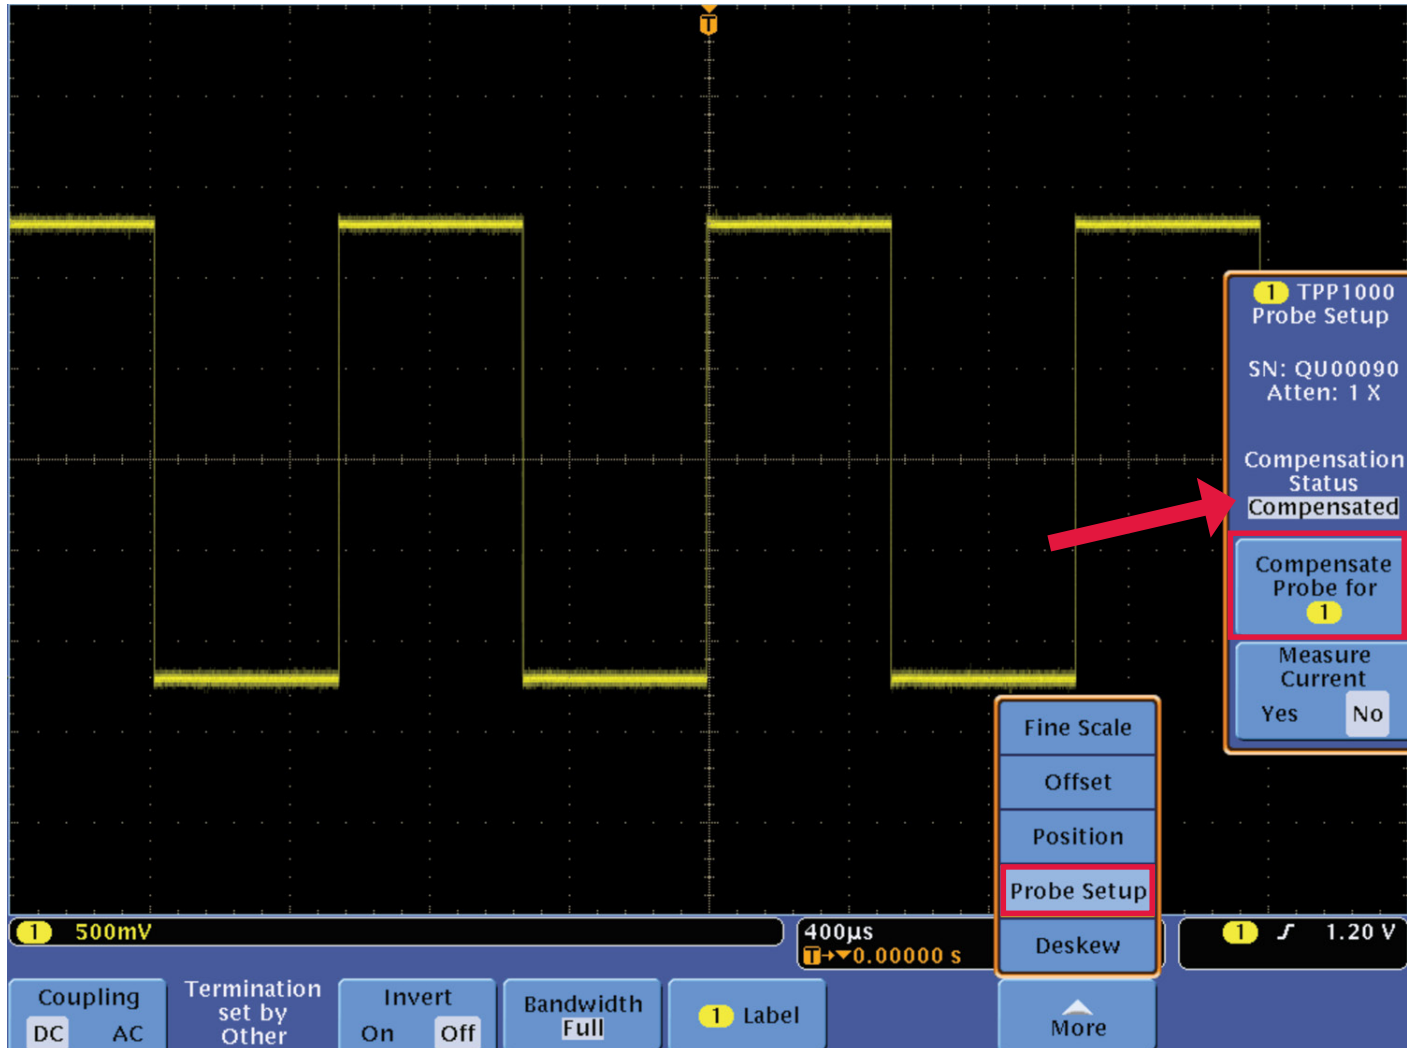 T
1 TPP1000
Probe Setup
SN: QU00090
Atten: 1 X
Compensation
Status
Compensated
Compensate
Probe for
1
Measure
Current
Yes No
Fine Scale
Offset
Position
Probe Setup
Deskew
1 500mV
400µs
T→▼0.00000 s
1 1.20 V
Coupling
DC AC
Termination
set by
Other
Invert
On Off
Bandwidth
Full
1 Label
More